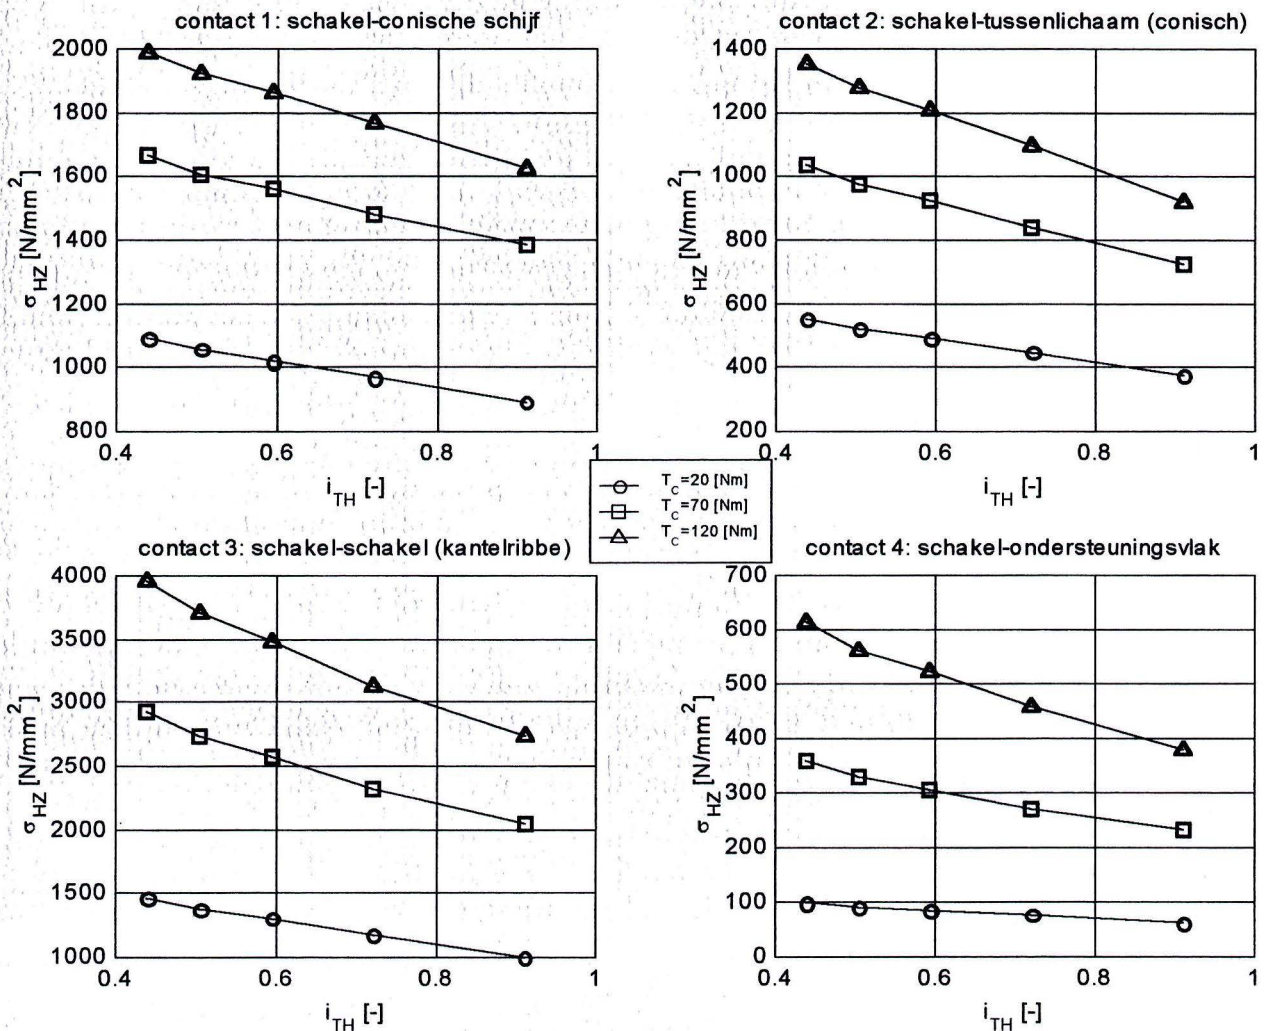 contact 1: schakel-conische schijf
2000
1800
1600
1400
1200
1000
800
σHZ [N/mm²]
0.4 0.6 0.8 1
iTH [-]
contact 2: schakel-tussenlichaam (conisch)
1400
1200
1000
800
600
400
200
σHZ [N/mm²]
0.4 0.6 0.8 1
iTH [-]
Tc=20 [Nm]
Tc=70 [Nm]
Tc=120 [Nm]
contact 3: schakel-schakel (kantelribbe)
4000
3500
3000
2500
2000
1500
1000
σHZ [N/mm²]
0.4 0.6 0.8 1
iTH [-]
contact 4: schakel-ondersteuningsvlak
700
600
500
400
300
200
100
0
σHZ [N/mm²]
0.4 0.6 0.8 1
iTH [-]